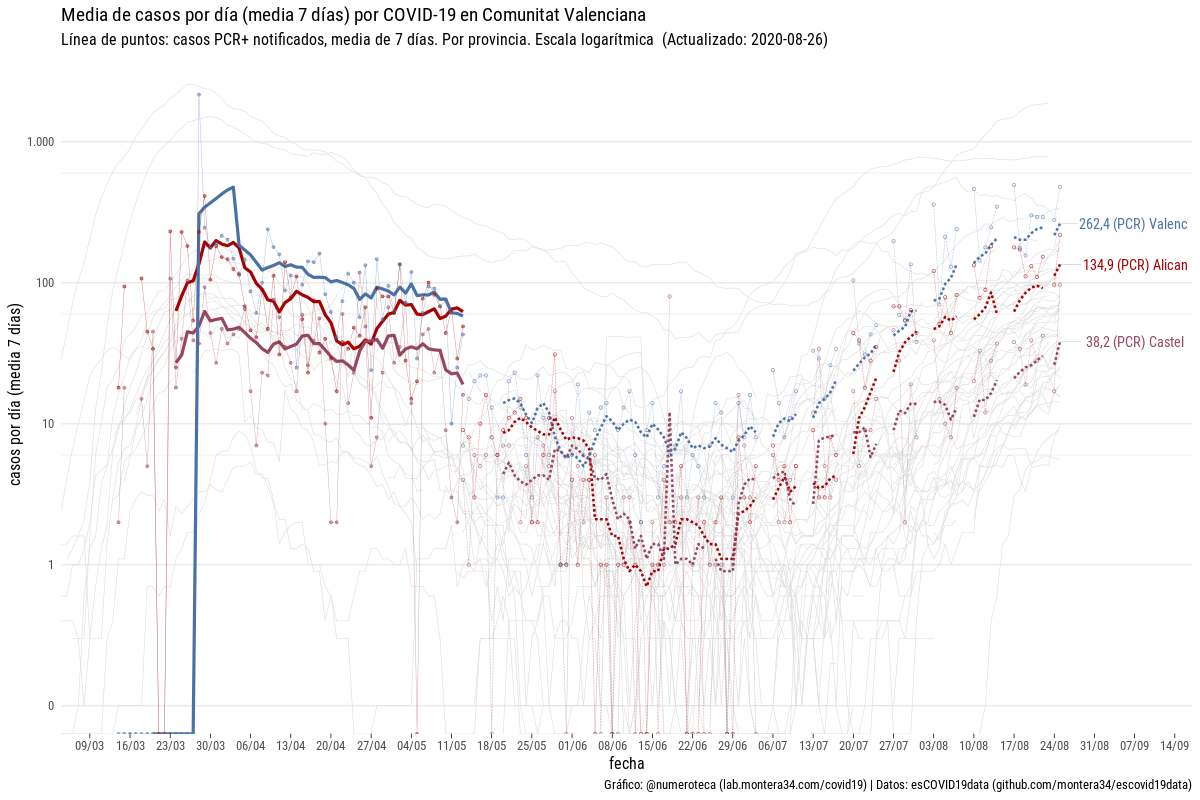 Media de casos por día (media 7 días) por COVID-19 en Comunitat Valenciana
Línea de puntos: casos PCR+ notificados, media de 7 días. Por provincia. Escala logarítmica (Actualizado: 2020-08-26)
casos por día (media 7 días)
1.000
100
10
1
0
262,4 (PCR) Valenc
134,9 (PCR) Alican
38,2 (PCR) Castel
09/03 16/03 23/03 30/03 06/04 13/04 20/04 27/04 04/05 11/05 18/05 25/05 01/06 08/06 15/06 22/06 29/06 06/07 13/07 20/07 27/07 03/08 10/08 17/08 24/08 31/08 07/09 14/09
fecha
Gráfico: @numeroteca (lab.montera34.com/covid19) | Datos: esCOVID19data (github.com/montera34/escovid19data)